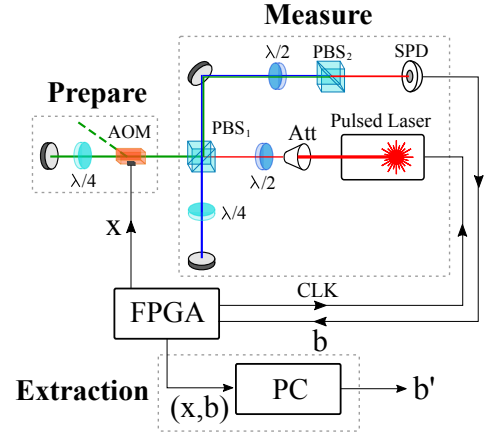 Measure
λ/2
PBS₂
SPD
Prepare
AOM
PBS₁
Att
Pulsed Laser
λ/4
λ/2
λ/4
x
CLK
FPGA
b
Extraction
(x,b)
PC
b'